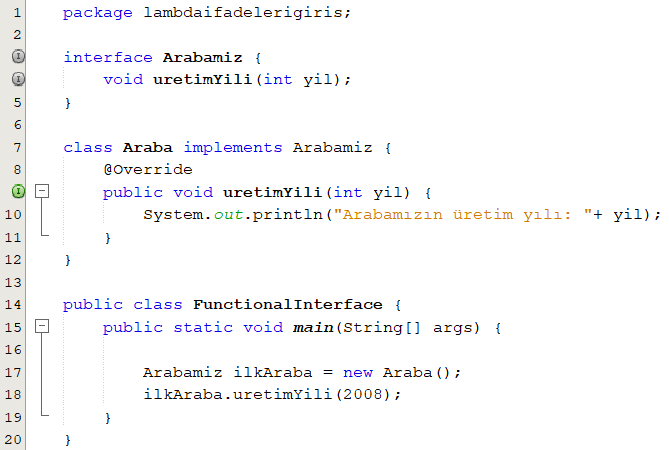 1 package lambdaifadelerigiris;
2
interface Arabamiz {
void uretimYili(int yil);
5 }
6
7 class Araba implements Arabamiz {
8 @Override
public void uretimYili(int yil) {
10 System.out.println("Arabamızın üretim yılı: "+ yil);
11 }
12 }
13
14 public class FunctionalInterface {
15 public static void main(String[] args) {
16
17 Arabamiz ilkAraba = new Araba();
18 ilkAraba.uretimYili(2008);
19 }
20 }